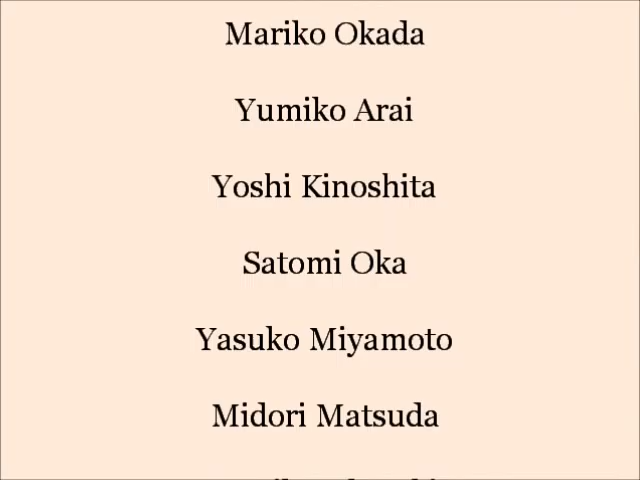 Mariko Okada
Yumiko Arai
Yoshi Kinoshita
Satomi Oka
Yasuko Miyamoto
Midori Matsuda